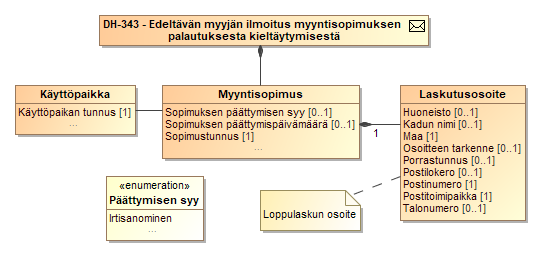 DH-343 - Edeltävän myyjän ilmoitus myyntisopimuksen
palautuksesta kieltäytymisestä
Käyttöpaikka
Käyttöpaikan tunnus [1]
...
Myyntisopimus
Sopimuksen päättymisen syy [0..1]
Sopimuksen päättymispäivämäärä [0..1]
Sopimustunnus [1]
...
1
Laskutusosoite
Huoneisto [0..1]
Kadun nimi [0..1]
Maa [1]
Osoitteen tarkenne [0..1]
Porrastunnus [0..1]
Postilokero [0..1]
Postinumero [1]
Postitoimipaikka [1]
Talonumero [0..1]
«enumeration»
Päättymisen syy
Irtisanominen
...
Loppulaskun osoite